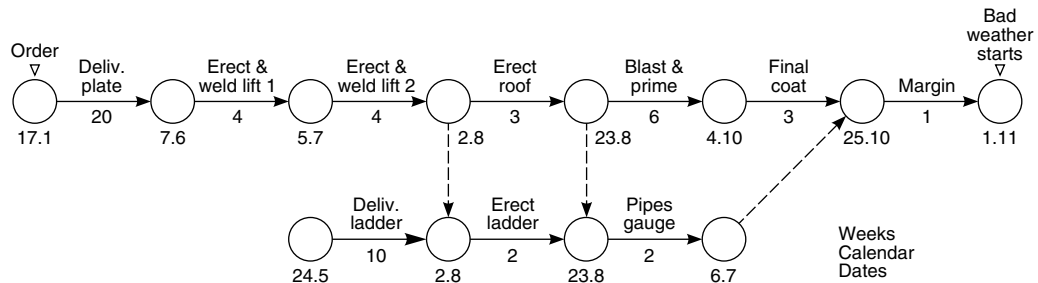 Order
Bad
weather
starts
Deliv.
plate
Erect &
weld lift 1
Erect &
weld lift 2
Erect
roof
Blast &
prime
Final
coat
Margin
20
4
4
3
6
3
1
17.1
7.6
5.7
2.8
23.8
4.10
25.10
1.11
Deliv.
ladder
Erect
ladder
Pipes
gauge
10
2
2
24.5
2.8
23.8
6.7
Weeks
Calendar
Dates